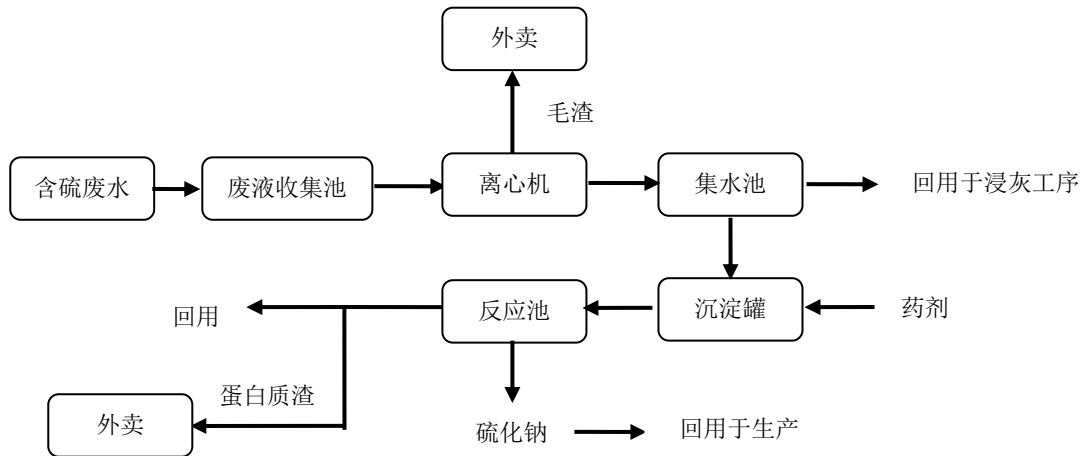 外卖
毛渣
含硫废水
废液收集池
离心机
集水池
回用于浸灰工序
回用
反应池
沉淀罐
药剂
蛋白质渣
外卖
硫化钠
回用于生产